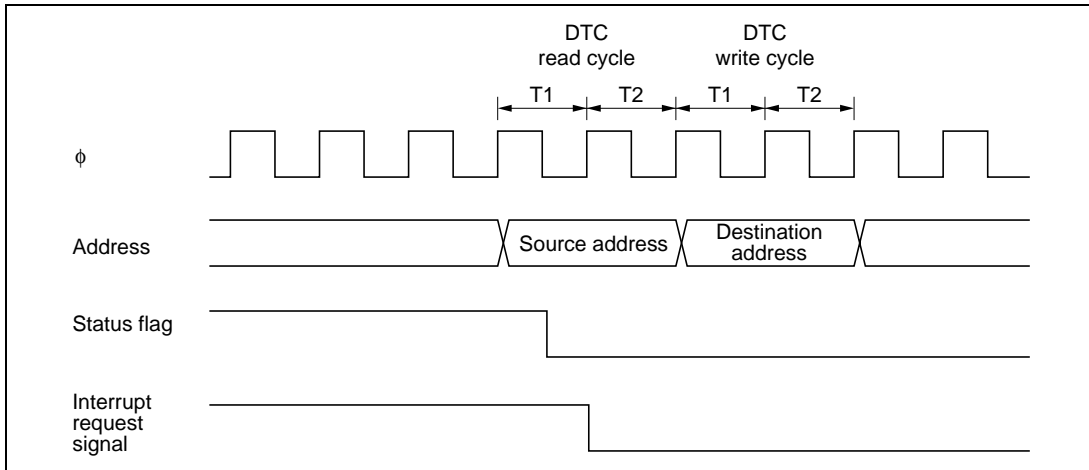 DTC
read cycle
DTC
write cycle
T1
T2
T1
T2
ϕ
Address
Source address
Destination
address
Status flag
Interrupt
request
signal